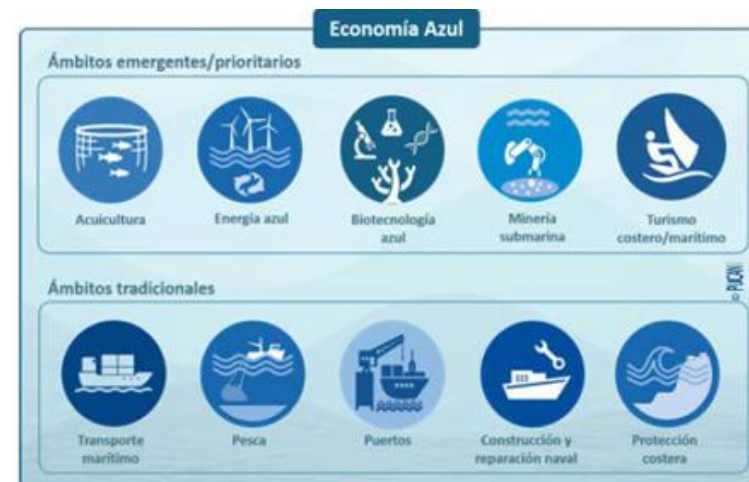 Economía Azul
Ámbitos emergentes/prioritarios
Acuicultura
Energía azul
Biotecnología
azul
Minería
submarina
Turismo
costero/marítimo
© PLOCAN
Ámbitos tradicionales
Transporte
marítimo
Pesca
Puertos
Construcción y
reparación naval
Protección
costera